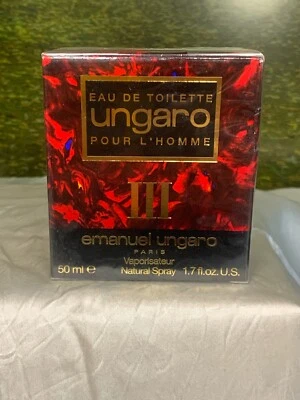 EAU DE TOILETTE
ungaro
POUR L'HOMME
III
emanuel ungaro
PARIS
Vaporisateur
50 ml e Natural Spray 1.7 fl.oz. U.S.